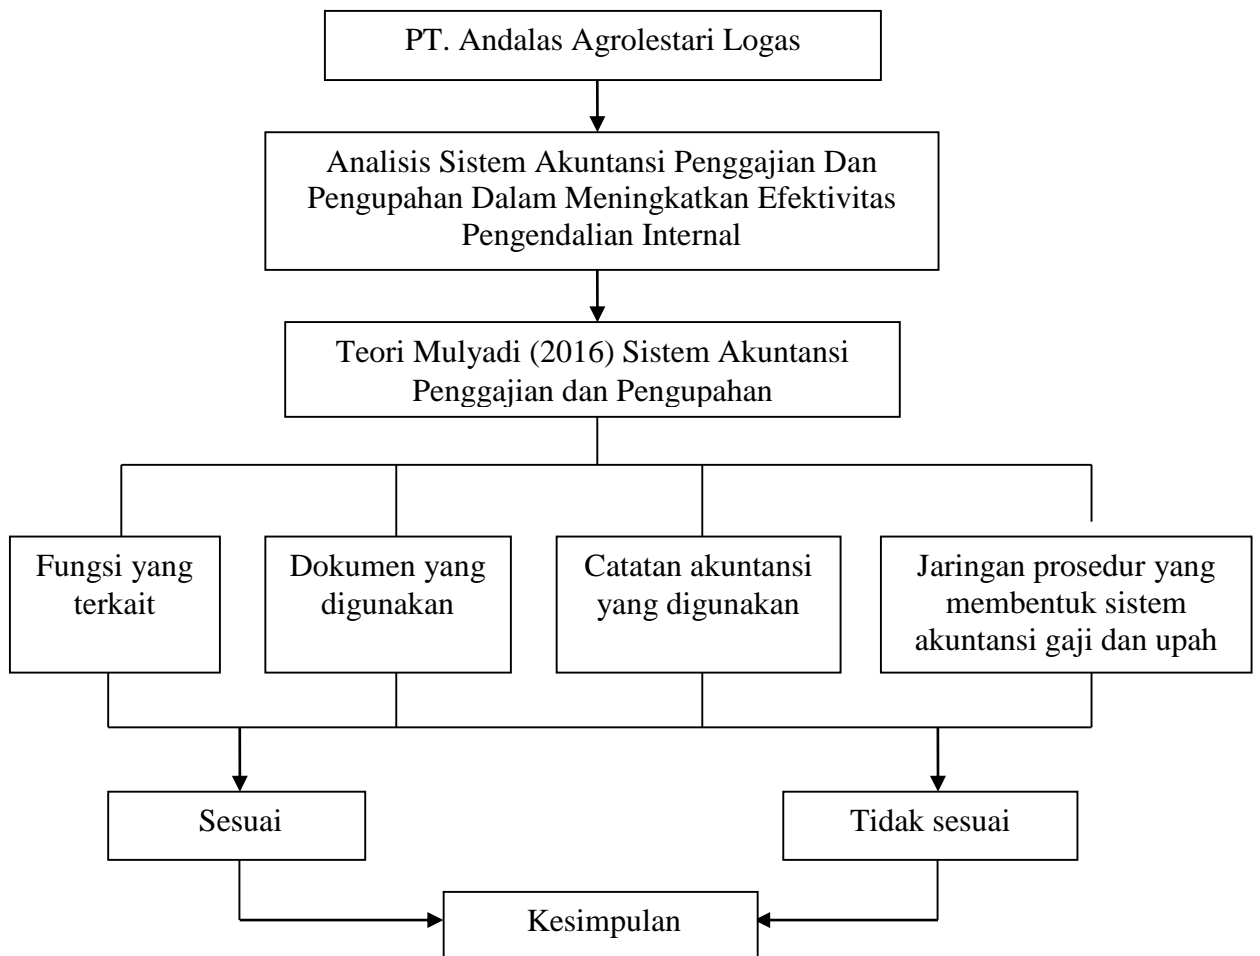 PT. Andalas Agrolestari Logas
Analisis Sistem Akuntansi Penggajian Dan
Pengupahan Dalam Meningkatkan Efektivitas
Pengendalian Internal
Teori Mulyadi (2016) Sistem Akuntansi
Penggajian dan Pengupahan
Fungsi yang
terkait
Dokumen yang
digunakan
Catatan akuntansi
yang digunakan
Jaringan prosedur yang
membentuk sistem
akuntansi gaji dan upah
Sesuai
Tidak sesuai
Kesimpulan